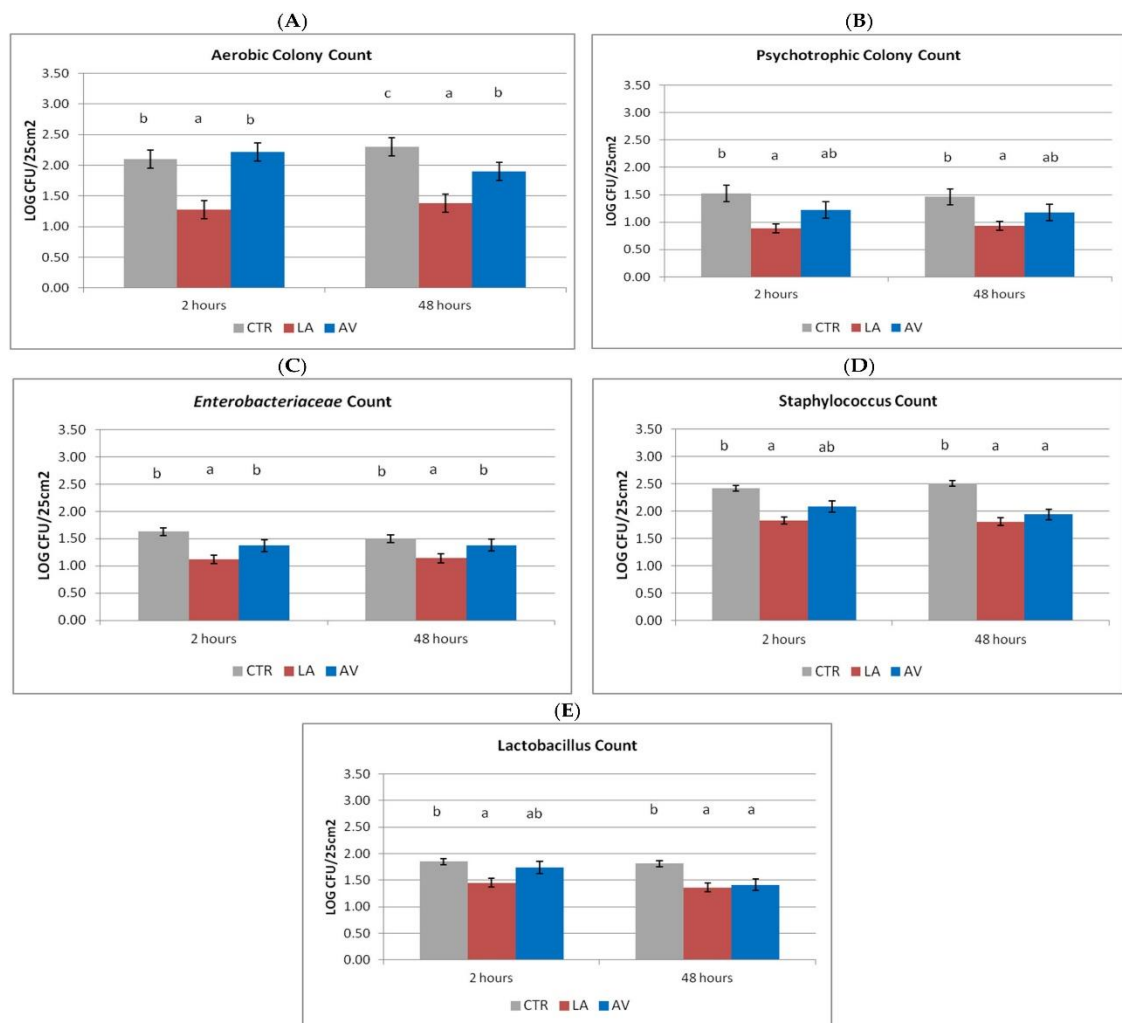 (A)
Aerobic Colony Count
LOG CFU/25cm2
3.50
3.00
2.50
2.00
1.50
1.00
0.50
0.00
b a b c a b
2 hours 48 hours
CTR LA AV
(B)
Psychotrophic Colony Count
LOG CFU/25cm2
3.50
3.00
2.50
2.00
1.50
1.00
0.50
0.00
b a ab b a ab
2 hours 48 hours
CTR LA AV
(C)
Enterobacteriaceae Count
LOG CFU/25cm2
3.50
3.00
2.50
2.00
1.50
1.00
0.50
0.00
b a b b a b
2 hours 48 hours
CTR LA AV
(D)
Staphylococcus Count
LOG CFU/25cm2
3.50
3.00
2.50
2.00
1.50
1.00
0.50
0.00
b a ab b a a
2 hours 48 hours
CTR LA AV
(E)
Lactobacillus Count
LOG CFU/25cm2
3.50
3.00
2.50
2.00
1.50
1.00
0.50
0.00
b a ab b a a
2 hours 48 hours
CTR LA AV